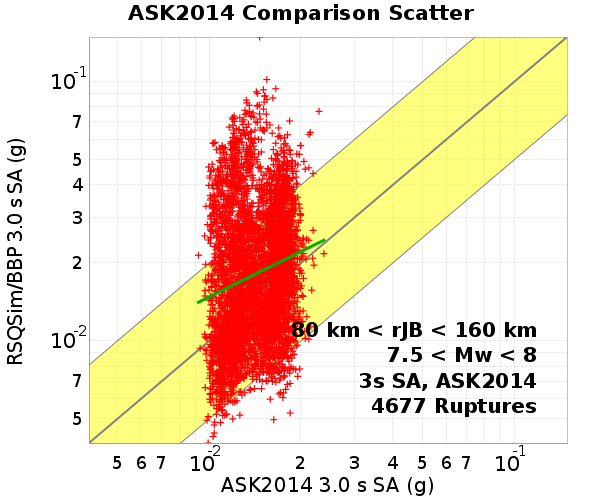 ASK2014 Comparison Scatter
RSQSim/BBP 3.0 s SA (g)
10-1
7
5
4
3
2
10-2
7
5
80 km < rJB < 160 km
7.5 < Mw < 8
3s SA, ASK2014
4677 Ruptures
5 6 7 10-2 2 3 4 5 6 7 10-1
ASK2014 3.0 s SA (g)